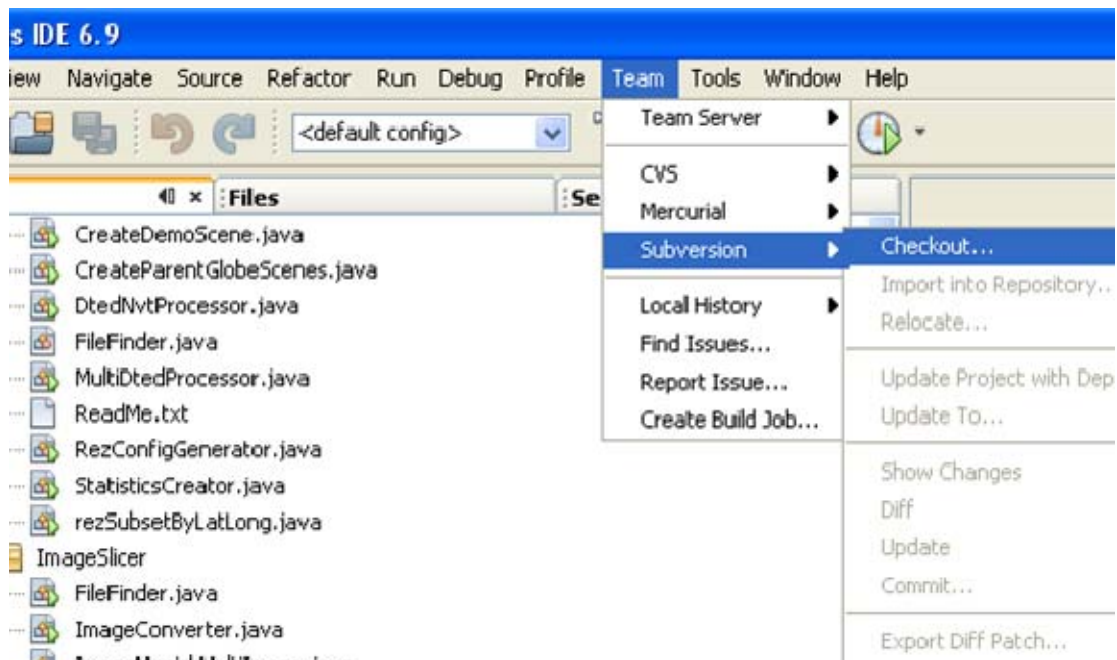 s IDE 6.9
iew Navigate Source Refactor Run Debug Profile Team Tools Window Help
<default config>
Files
Se
Team Server
CVS
Mercurial
Subversion
Local History
Find Issues...
Report Issue...
Create Build Job...
Checkout...
Import into Repository..
Relocate...
Update Project with Dep
Update To...
Show Changes
Diff
Update
Commit...
Export Diff Patch...
CreateDemoScene.java
CreateParentGlobeScenes.java
DtedNvtProcessor.java
FileFinder.java
MultiDtedProcessor.java
ReadMe.txt
RezConfigGenerator.java
StatisticsCreator.java
rezSubsetByLatLong.java
ImageSlicer
FileFinder.java
ImageConverter.java